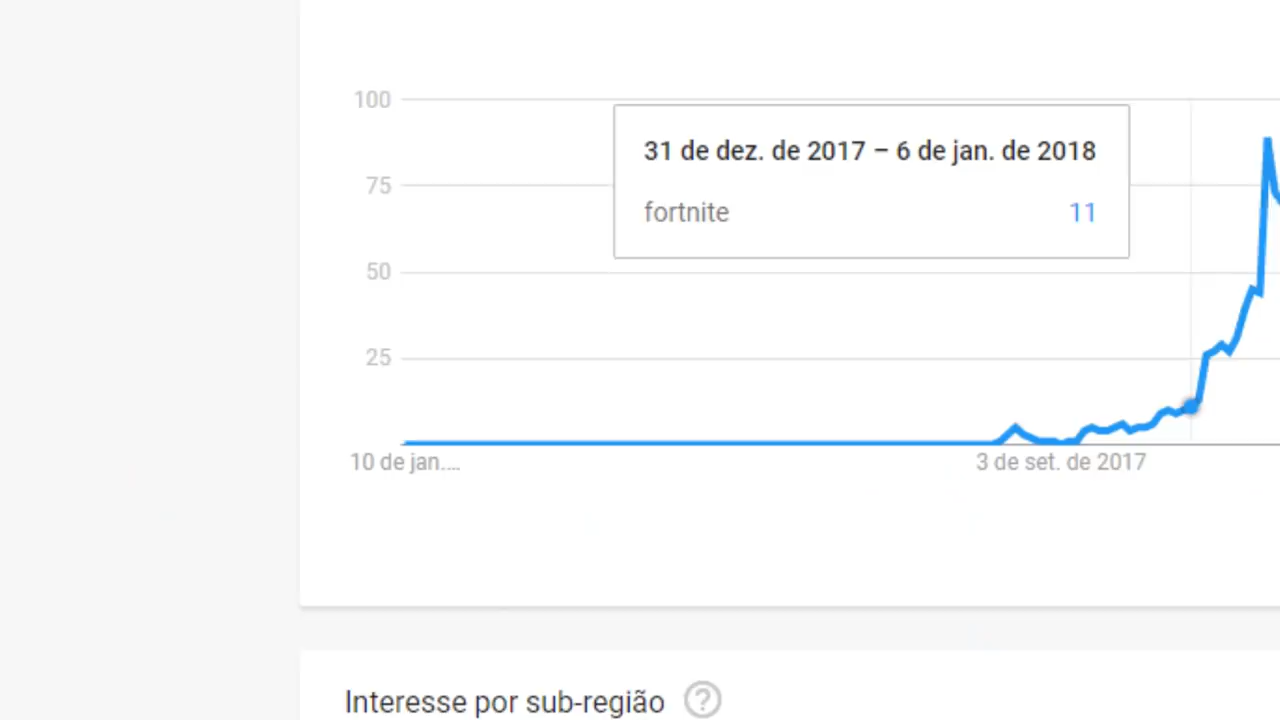 100
31 de dez. de 2017 – 6 de jan. de 2018
75
fortnite 11
50
25
10 de jan.... 3 de set. de 2017
Interesse por sub-região ?